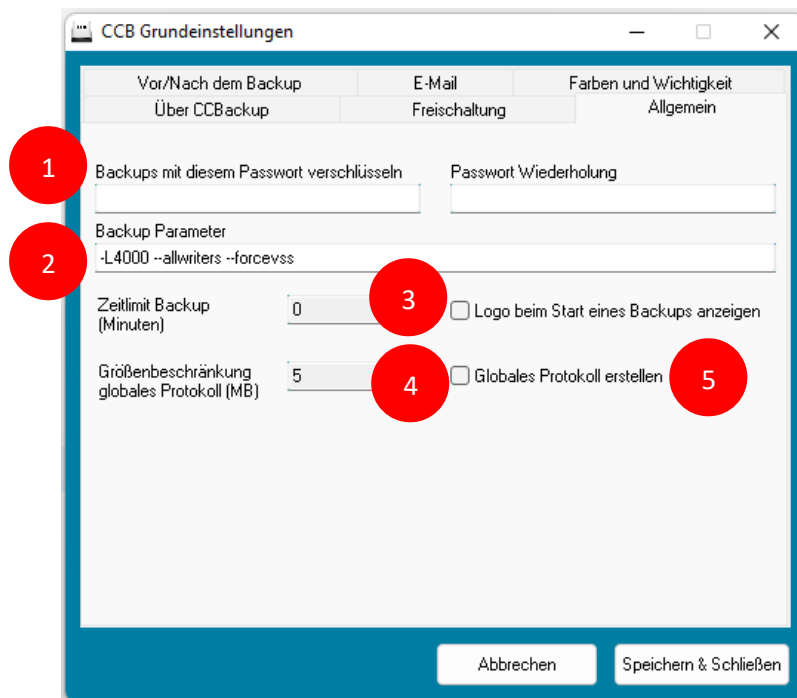 CCB Grundeinstellungen
Vor/Nach dem Backup E-Mail Farben und Wichtigkeit
Über CCBackup Freischaltung Allgemein
1
Backups mit diesem Passwort verschlüsseln Passwort Wiederholung
Backup Parameter
2
-L4000 --allwriters --forcevss
Zeitlimit Backup
(Minuten)
0
3
Logo beim Start eines Backups anzeigen
Größenbeschränkung
globales Protokoll (MB)
5
4
Globales Protokoll erstellen
5
Abbrechen Speichern & Schließen